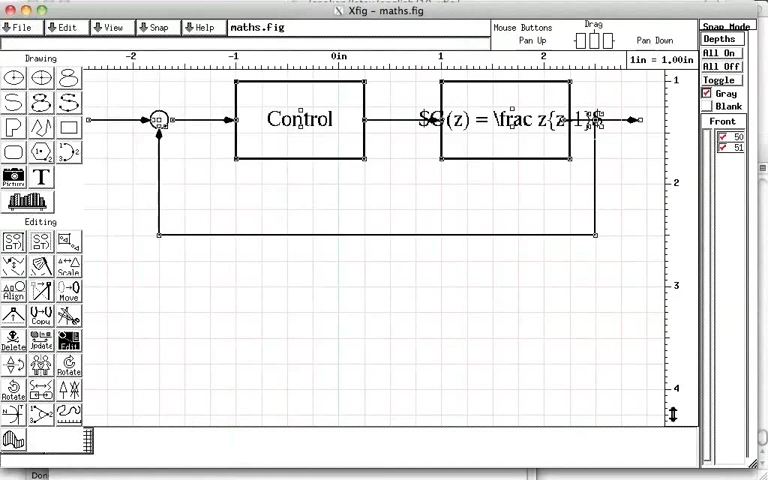 Xfig - maths.fig
File Edit View Snap Help maths.fig
Mouse Buttons
Drag
Pan Up Pan Down
Snap Mode
Drawing
-2 -1 0in 1 2
1in = 1.00in
Depths
All On
All Off
Toggle
Gray
Blank
Front
50
51
1
2
3
4
Control
$G(z) = \frac z{z-1}$
Picture
T
Editing
Scale
Align
Move
Copy
Delete
Update
Edit
Rotate
Rotate
Don